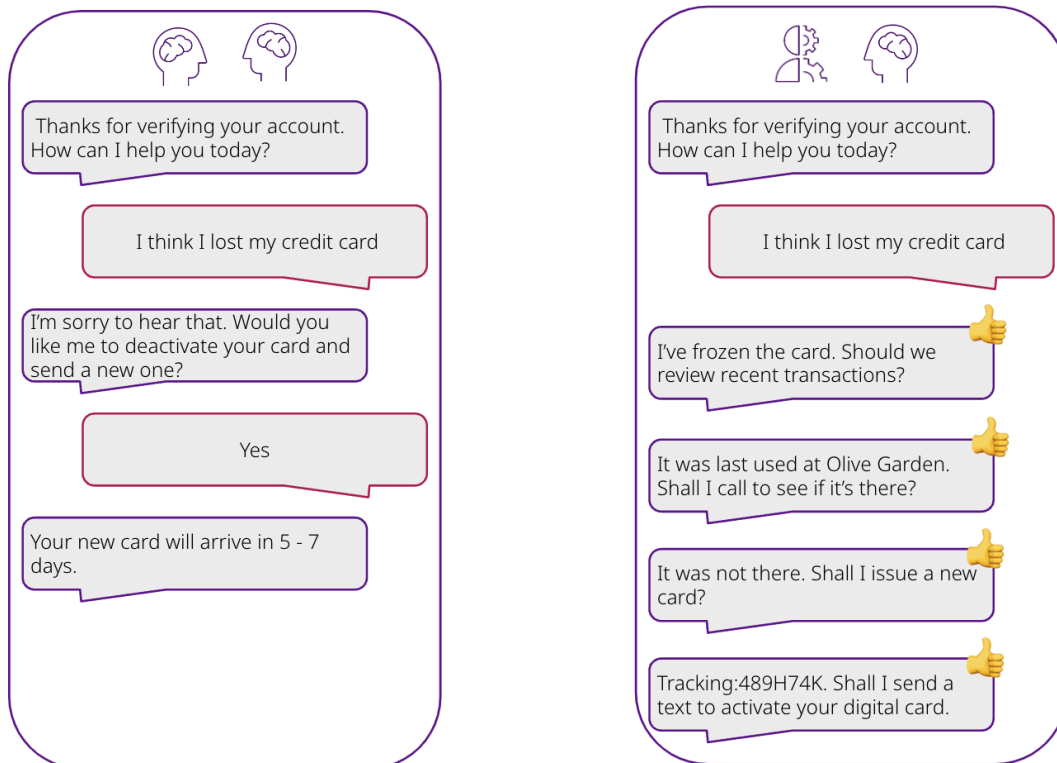 Thanks for verifying your account.
How can I help you today?
I think I lost my credit card
I'm sorry to hear that. Would you
like me to deactivate your card and
send a new one?
Yes
Your new card will arrive in 5 - 7
days.
Thanks for verifying your account.
How can I help you today?
I think I lost my credit card
I've frozen the card. Should we
review recent transactions?
It was last used at Olive Garden.
Shall I call to see if it's there?
It was not there. Shall I issue a new
card?
Tracking:489H74K. Shall I send a
text to activate your digital card.